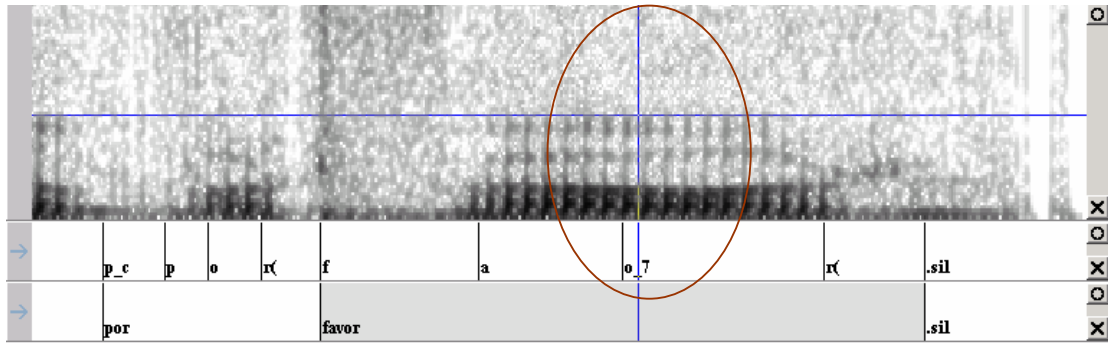 p_c p o r( f a o_7 r( .sil
por favor .sil